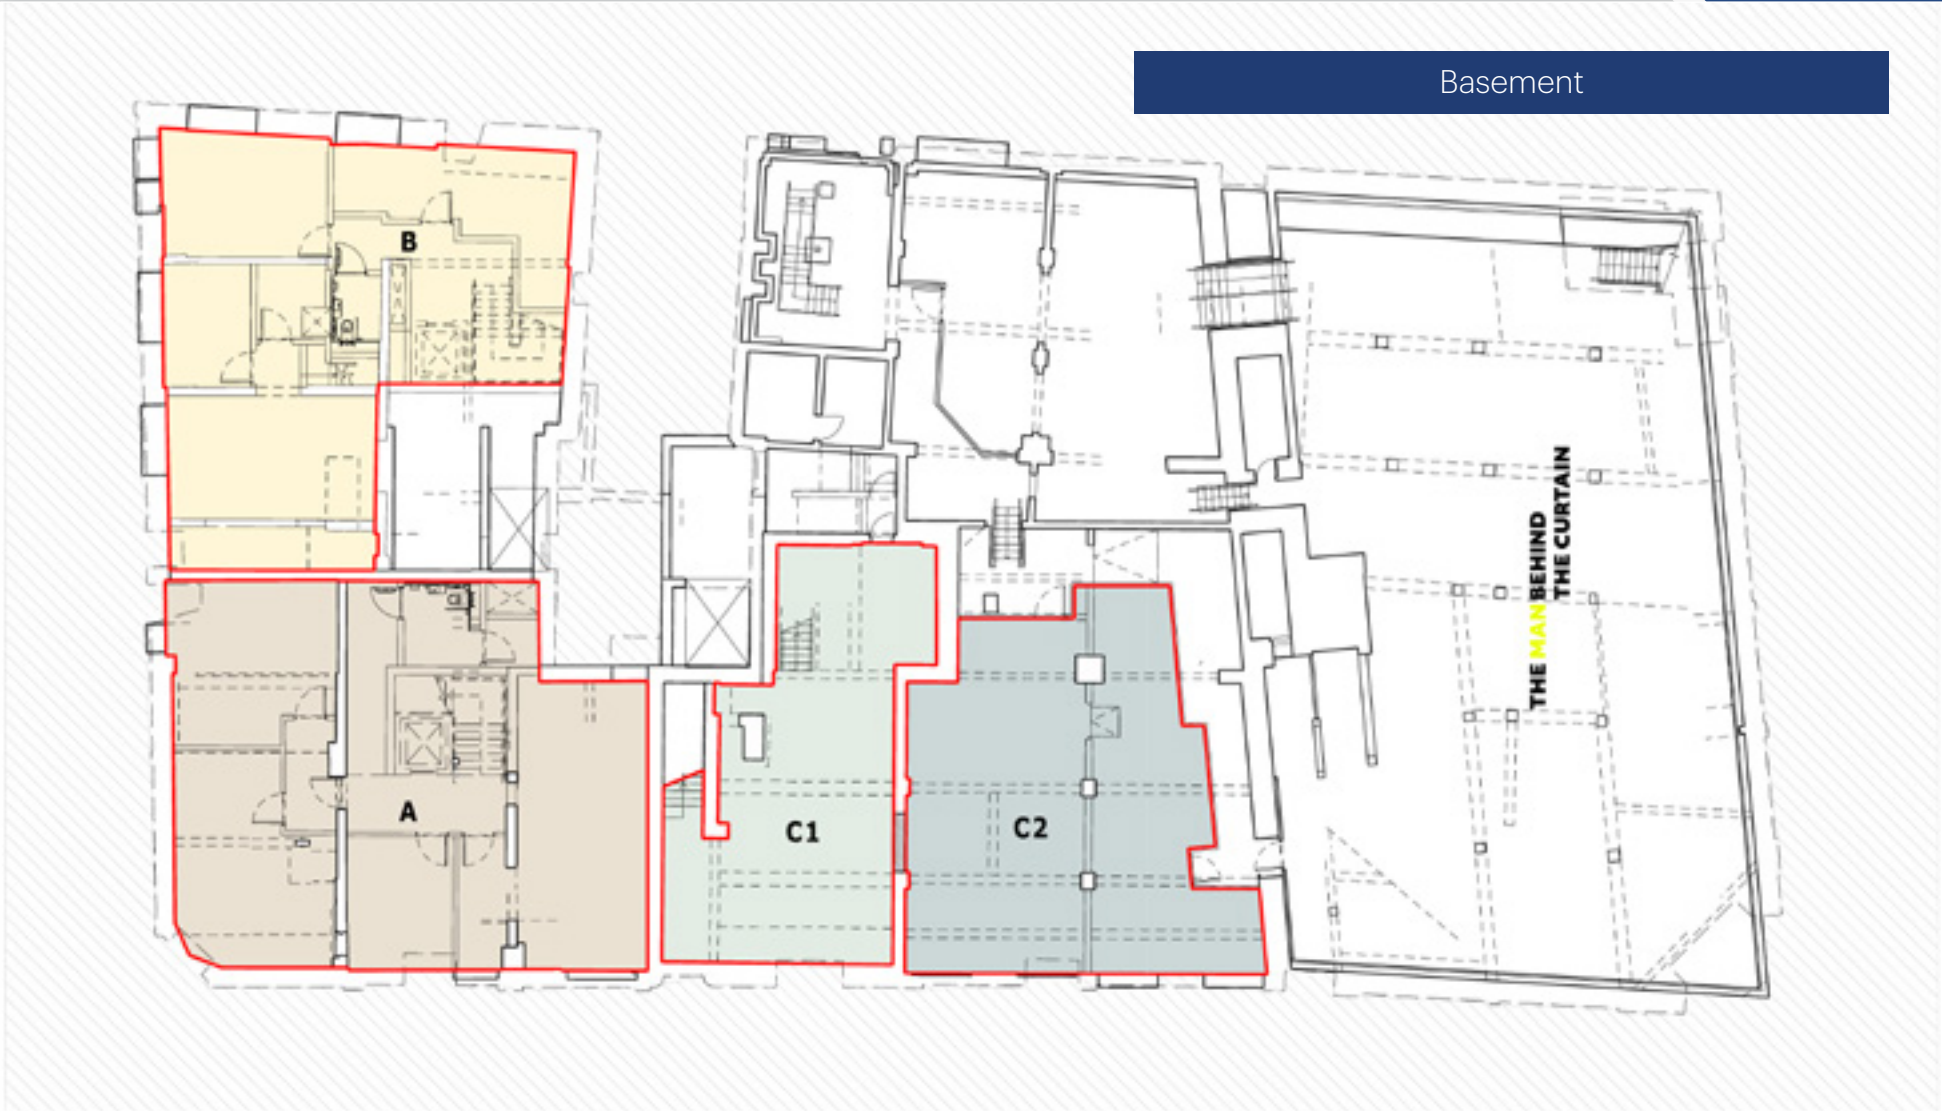 Basement
B
THE MAN BEHIND
THE CURTAIN
A
C1
C2